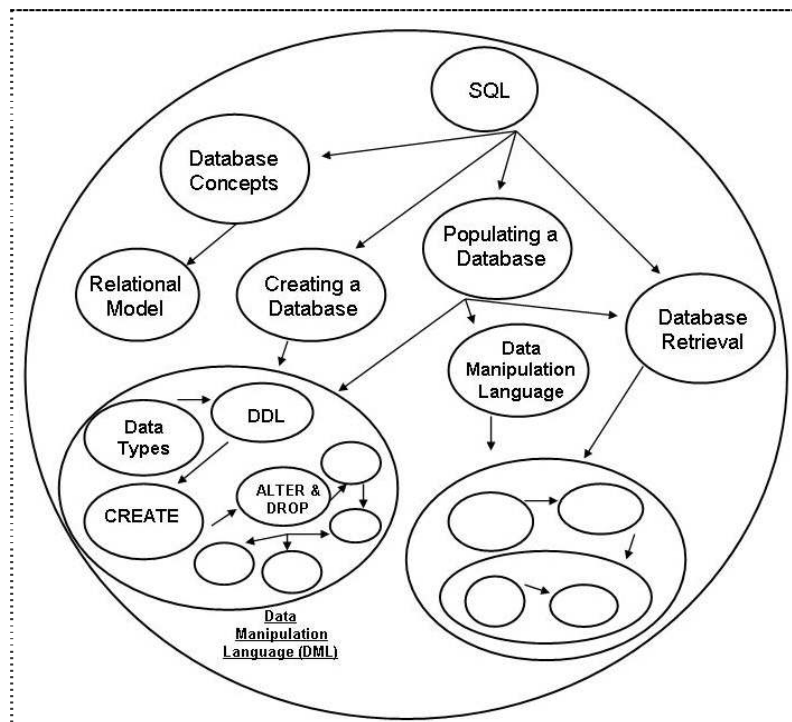 SQL
Database
Concepts
Populating a
Database
Relational
Model
Creating a
Database
Database
Retrieval
Data
Manipulation
Language
Data
Types
DDL
CREATE
ALTER &
DROP
Data
Manipulation
Language (DML)